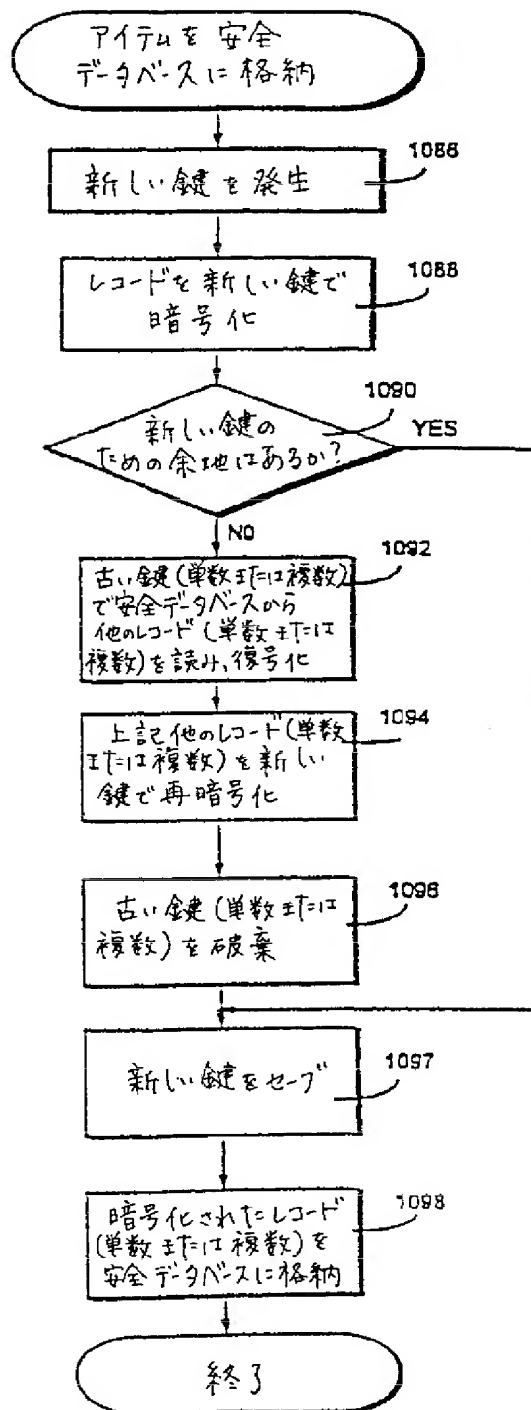 アイテムを安全
データベースに格納
1086
新しい鍵を発生
1088
レコードを新しい鍵で
暗号化
1090
新しい鍵の
ための余地はあるか?
YES
NO
1092
古い鍵(単数または複数)
で安全データベースから
他のレコード(単数または
複数)を読み、復号化
1094
上記他のレコード(単数
または複数)を新しい
鍵で再暗号化
1096
古い鍵(単数または
複数)を破棄
1097
新しい鍵をセーブ
1098
暗号化されたレコード
(単数または複数)を
安全データベースに格納
終了